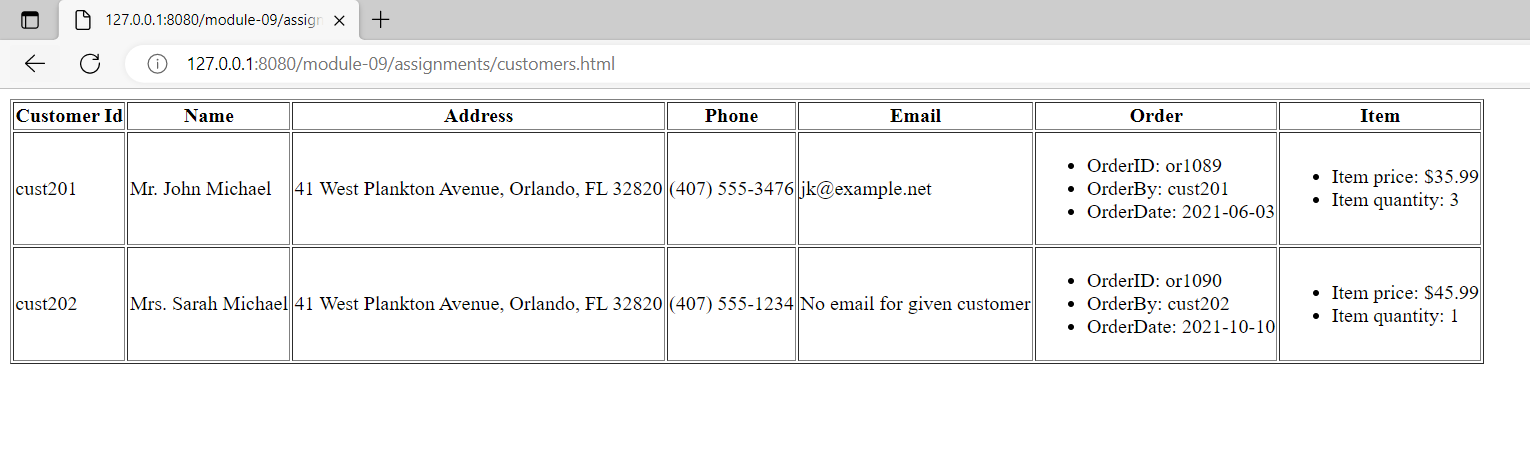 127.0.0.1:8080/module-09/assign
127.0.0.1:8080/module-09/assignments/customers.html
Customer Id Name Address Phone Email Order Item
cust201 Mr. John Michael 41 West Plankton Avenue, Orlando, FL 32820 (407) 555-3476 jk@example.net
• OrderID: or1089
• OrderBy: cust201
• OrderDate: 2021-06-03
• Item price: $35.99
• Item quantity: 3
cust202 Mrs. Sarah Michael 41 West Plankton Avenue, Orlando, FL 32820 (407) 555-1234 No email for given customer
• OrderID: or1090
• OrderBy: cust202
• OrderDate: 2021-10-10
• Item price: $45.99
• Item quantity: 1